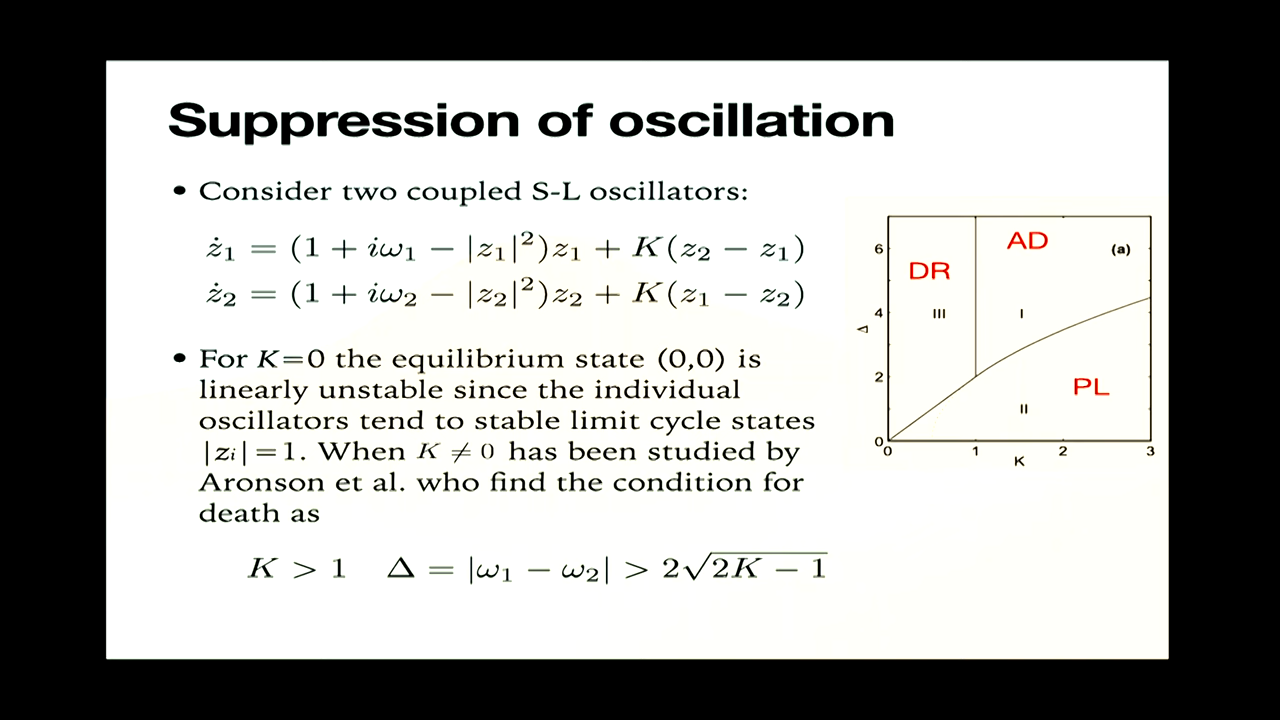 Suppression of oscillation
• Consider two coupled S-L oscillators:
ż₁ = (1 + iω₁ − |z₁|²)z₁ + K(z₂ − z₁)
ż₂ = (1 + iω₂ − |z₂|²)z₂ + K(z₁ − z₂)
• For K=0 the equilibrium state (0,0) is
linearly unstable since the individual
oscillators tend to stable limit cycle states
|zᵢ|=1. When K ≠ 0 has been studied by
Aronson et al. who find the condition for
death as
K > 1 Δ = |ω₁ − ω₂| > 2√(2K − 1)
AD
(a)
6
DR
III
I
4
Δ
2
PL
II
0
0 1 2 3
K